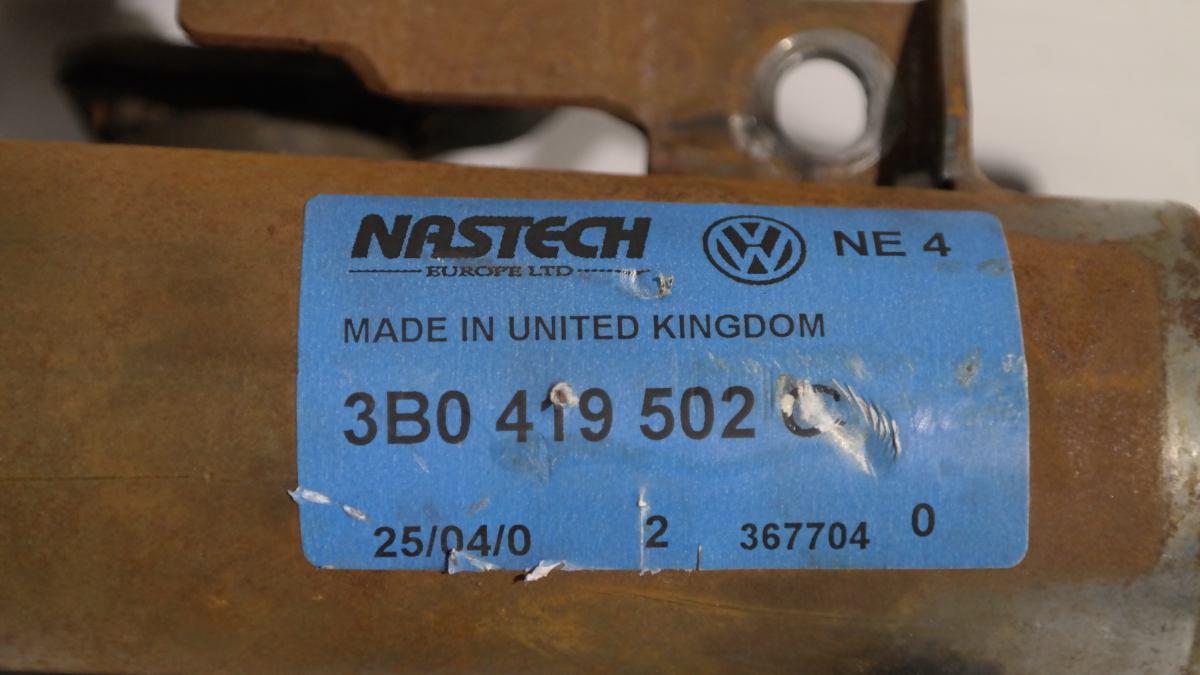 NASTECH NE 4
EUROPE LTD
MADE IN UNITED KINGDOM
3B0 419 502
25/04/0 2 367704 0